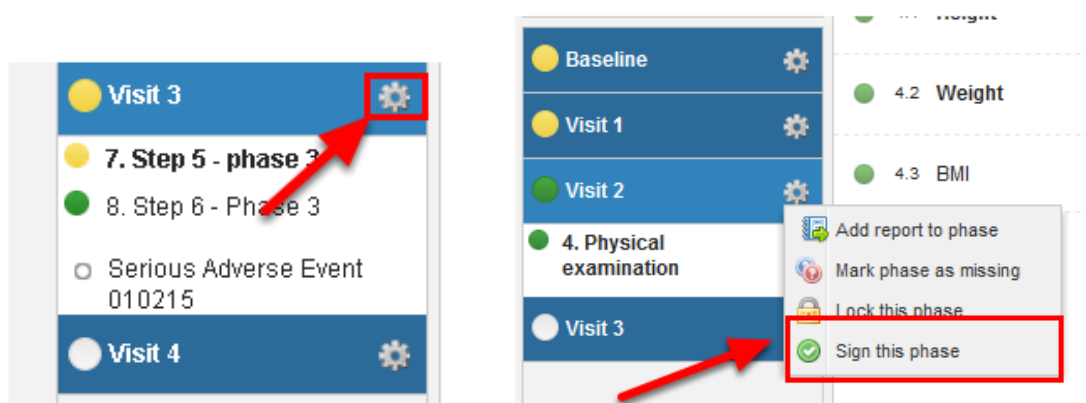 Visit 3
7. Step 5 - phase 3
8. Step 6 - Phase 3
Serious Adverse Event
010215
Visit 4
Baseline
Visit 1
Visit 2
4. Physical
examination
Visit 3
Height
4.2 Weight
4.3 BMI
Add report to phase
Mark phase as missing
Lock this phase
Sign this phase